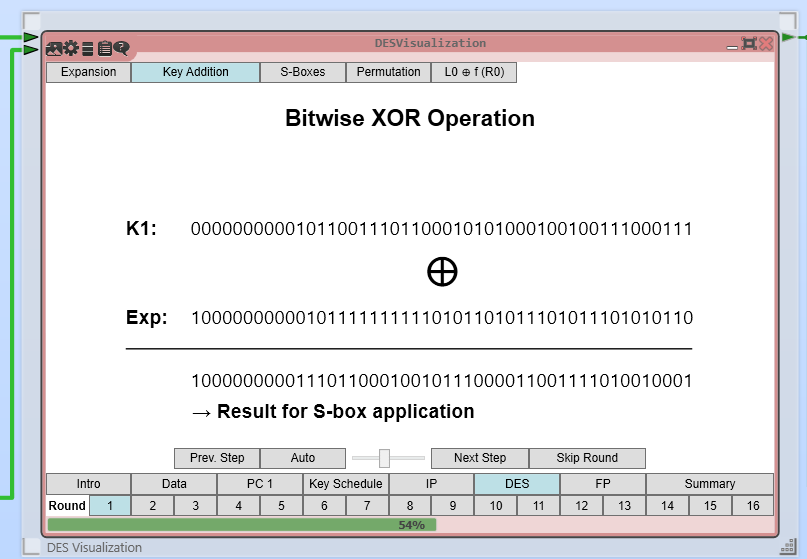 DESVisualization
Expansion Key Addition S-Boxes Permutation L0 ⊕ f (R0)
Bitwise XOR Operation
K1: 000000000010110011101100010101000100100111000111
⊕
Exp: 100000000001011111111110101101011101011101010110
100000000011101100010010111000011001111010010001
→ Result for S-box application
Prev. Step Auto Next Step Skip Round
Intro Data PC 1 Key Schedule IP DES FP Summary
Round 1 2 3 4 5 6 7 8 9 10 11 12 13 14 15 16
54%
DES Visualization